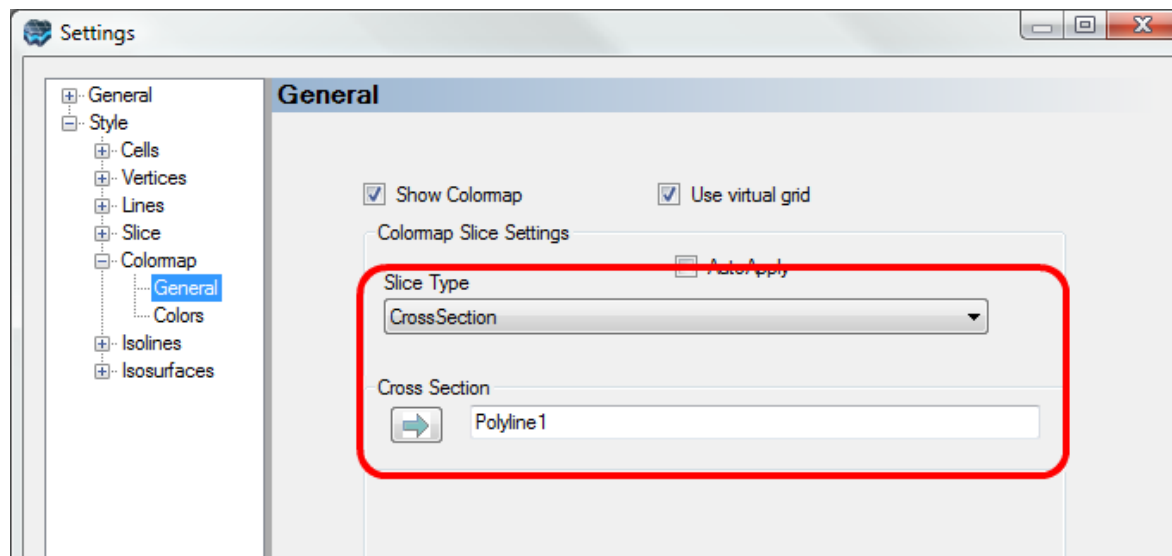 Settings
General
Style
Cells
Vertices
Lines
Slice
Colormap
General
Colors
Isolines
Isosurfaces
General
Show Colormap
Use virtual grid
Colormap Slice Settings
AutoApply
Slice Type
CrossSection
Cross Section
Polyline1